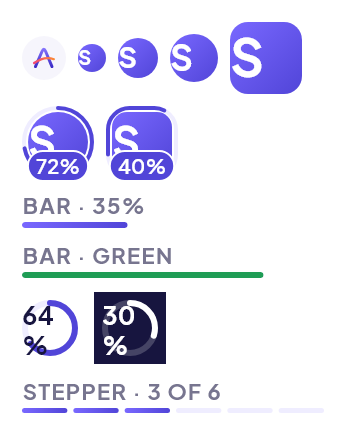 A S S S S
S S
72% 40%
BAR · 35%
BAR · GREEN
64 30
% %
STEPPER · 3 OF 6